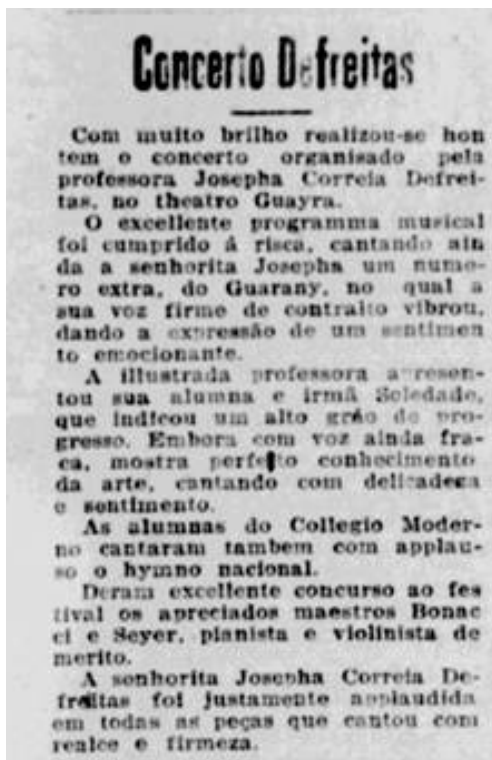 Concerto Defreitas
Com muito brilho realizou-se hon
tem o concerto organisado pela
professora Josepha Correia Defrei-
tas, no theatro Guayra.
O excellente programma musical
foi cumprido á risca, cantando ain
da a senhorita Josepha um nume-
ro extra, do Guarany, no qual a
sua voz firme de contralto vibrou,
dando a expressão de um sentimen
to emocionante.
A illustrada professora apresen-
tou sua alumna e irmã Soledade,
que indicou um alto gráo de pro-
gresso. Embora com voz ainda fra-
ca, mostra perfeito conhecimento
da arte, cantando com delicadeca
e sentimento.
As alumnas do Collegio Moder-
no cantaram tambem com applau-
so o hymno nacional.
Deram excellente concurso ao fes
tival os apreciados maestros Bonac
ci e Seyer, pianista e violinista de
merito.
A senhorita Josepha Correia De-
freitas foi justamente applaudida
em todas as peças que cantou com
realce e firmeza.